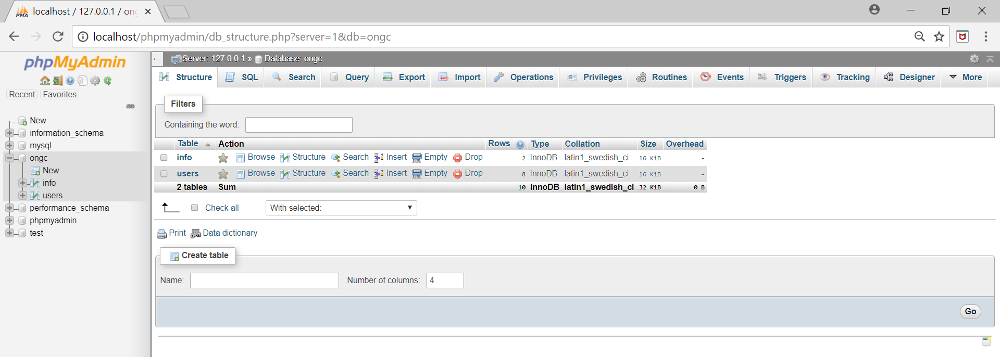 localhost / 127.0.0.1 / ong
localhost/phpmyadmin/db_structure.php?server=1&db=ongc
phpMyAdmin
Recent Favorites
New
information_schema
mysql
ongc
New
info
users
performance_schema
phpmyadmin
test
Server: 127.0.0.1 » Database: ongc
Structure SQL Search Query Export Import Operations Privileges Routines Events Triggers Tracking Designer More
Filters
Containing the word:
Table Action Rows Type Collation Size Overhead
info Browse Structure Search Insert Empty Drop 2 InnoDB latin1_swedish_ci 16 KiB -
users Browse Structure Search Insert Empty Drop 8 InnoDB latin1_swedish_ci 16 KiB -
2 tables Sum 10 InnoDB latin1_swedish_ci 32 KiB 0 B
Check all With selected:
Print Data dictionary
Create table
Name: Number of columns: 4
Go